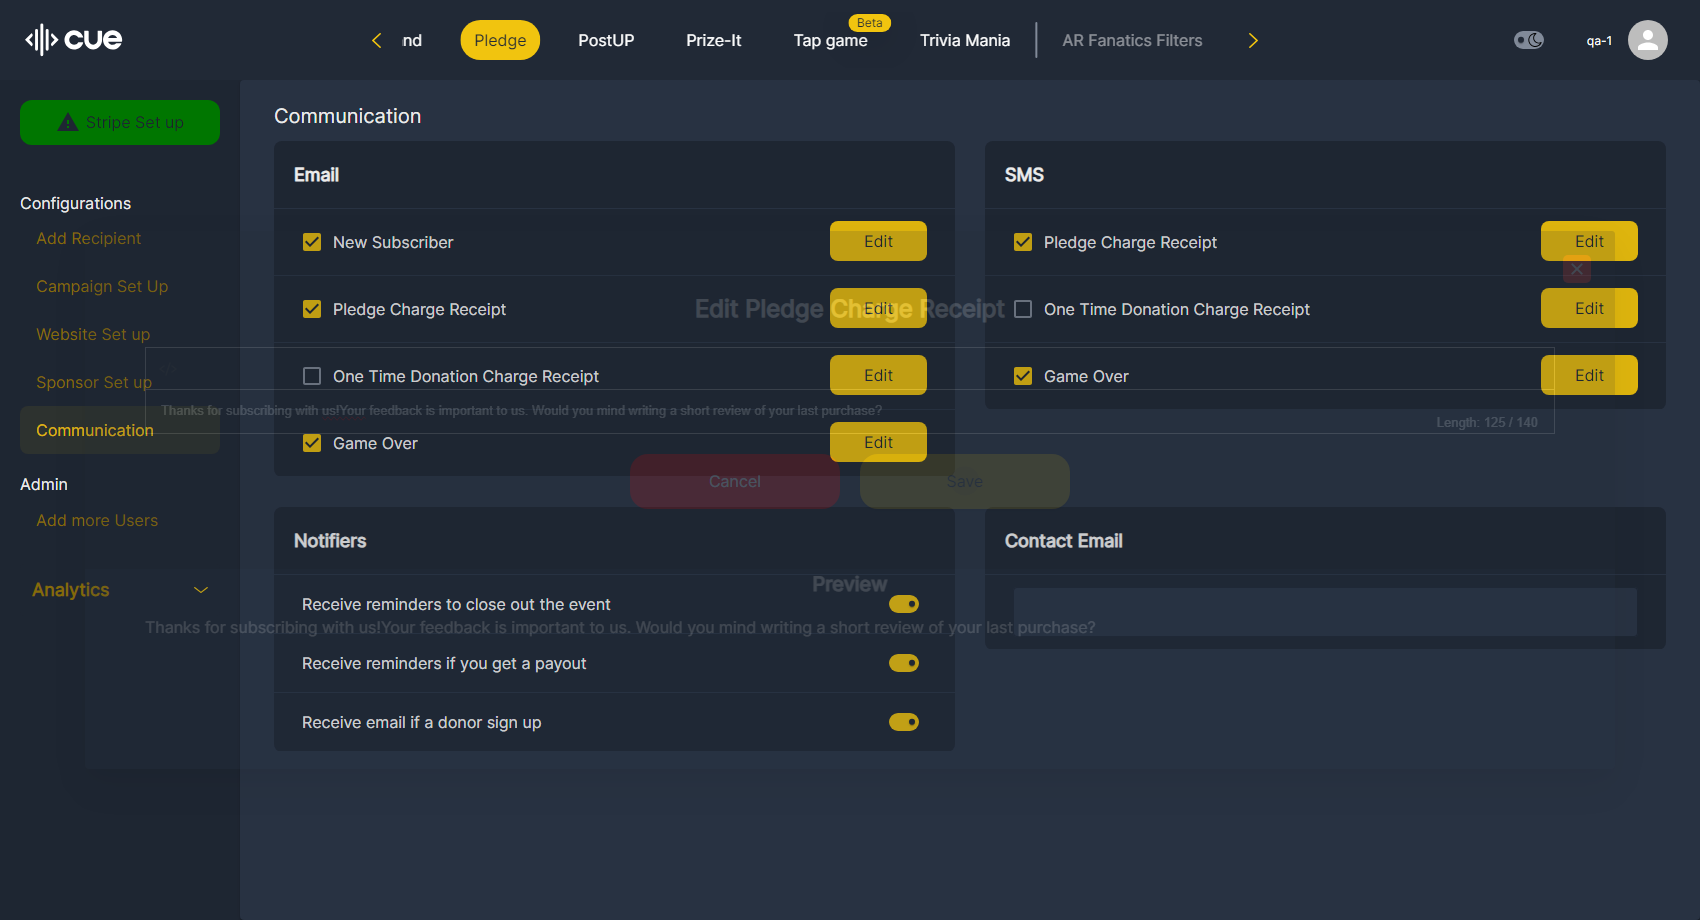 cue
nd
Pledge
PostUP
Prize-It
Beta
Tap game
Trivia Mania
AR Fanatics Filters
qa-1
Stripe Set up
Configurations
Add Recipient
Campaign Set Up
Website Set up
Sponsor Set up
Communication
Admin
Add more Users
Analytics
Communication
Email
New Subscriber
Edit
Pledge Charge Receipt
Edit
One Time Donation Charge Receipt
Edit
Game Over
Edit
SMS
Pledge Charge Receipt
Edit
One Time Donation Charge Receipt
Edit
Game Over
Edit
Edit Pledge Charge Receipt
Thanks for subscribing with us!Your feedback is important to us. Would you mind writing a short review of your last purchase?
Length: 125 / 140
Cancel
Save
Preview
Thanks for subscribing with us!Your feedback is important to us. Would you mind writing a short review of your last purchase?
Notifiers
Receive reminders to close out the event
Receive reminders if you get a payout
Receive email if a donor sign up
Contact Email